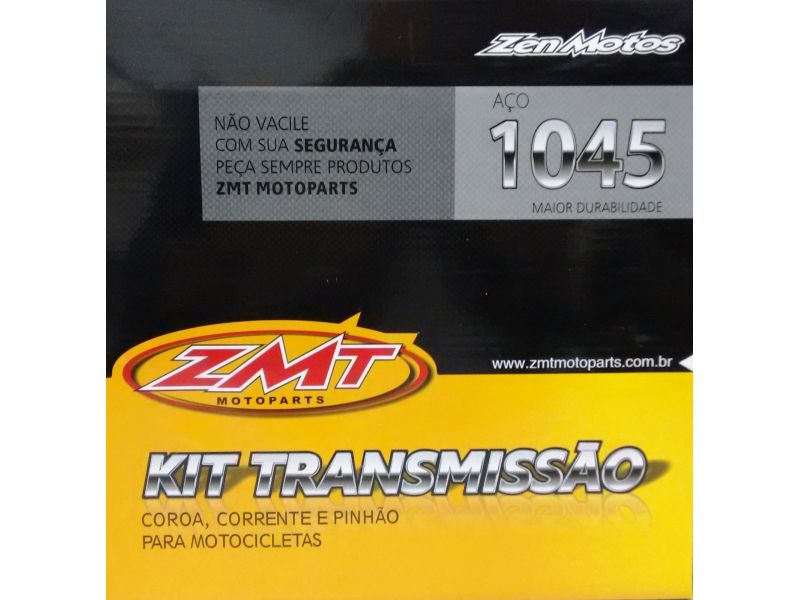 ZenMotos
NÃO VACILE
COM SUA SEGURANÇA
PEÇA SEMPRE PRODUTOS
ZMT MOTOPARTS
AÇO
1045
MAIOR DURABILIDADE
ZMT
MOTOPARTS
www.zmtmotoparts.com.br
KIT TRANSMISSÃO
COROA, CORRENTE E PINHÃO
PARA MOTOCICLETAS